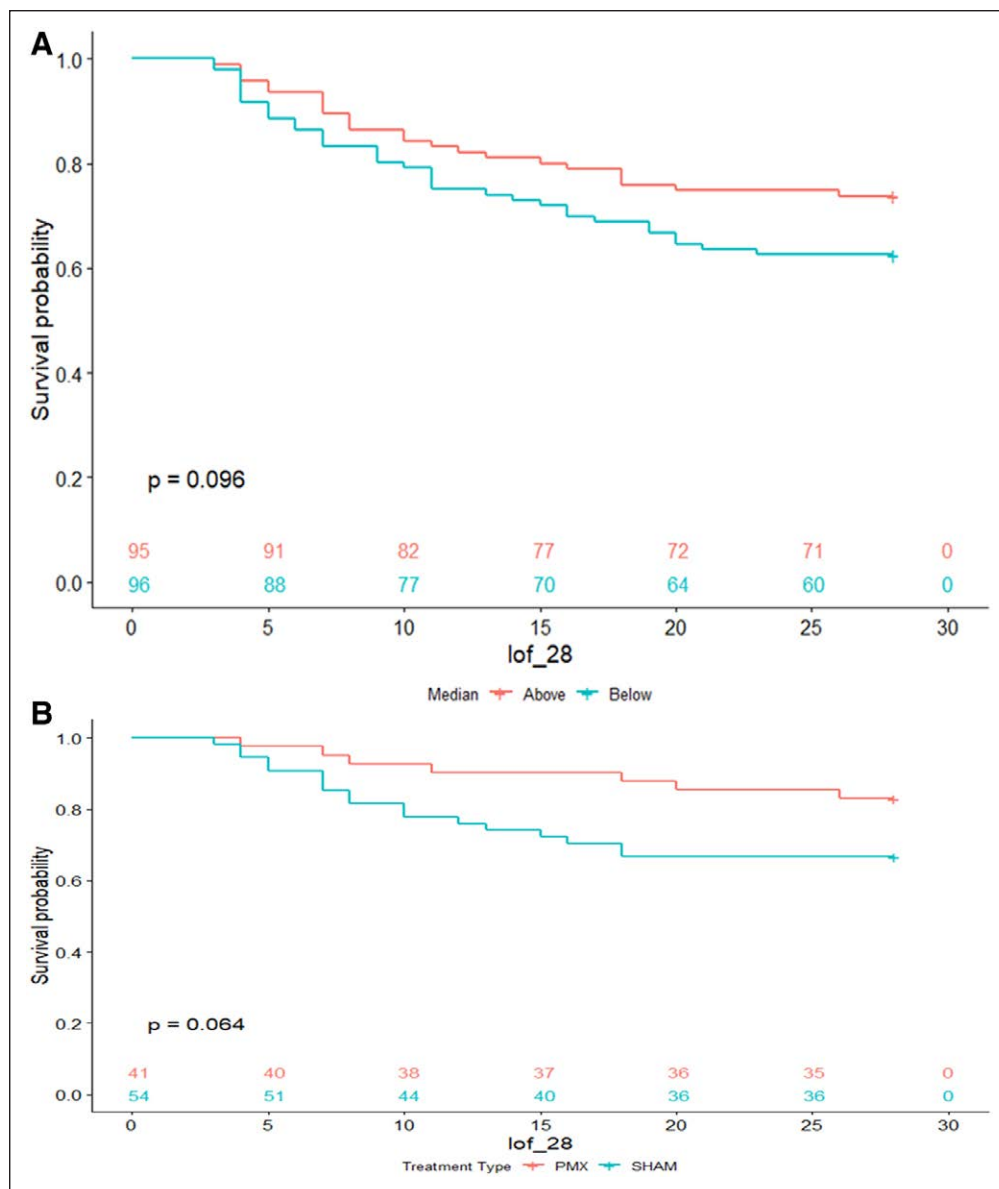 A
Survival probability
1.0
0.8
0.6
0.4
0.2
0.0
p = 0.096
95 91 82 77 72 71 0
96 88 77 70 64 60 0
0 5 10 15 20 25 30
lof_28
Median Above Below
B
Survival probability
1.0
0.8
0.6
0.4
0.2
0.0
p = 0.064
41 40 38 37 36 35 0
54 51 44 40 36 36 0
0 5 10 15 20 25 30
lof_28
Treatment Type PMX SHAM